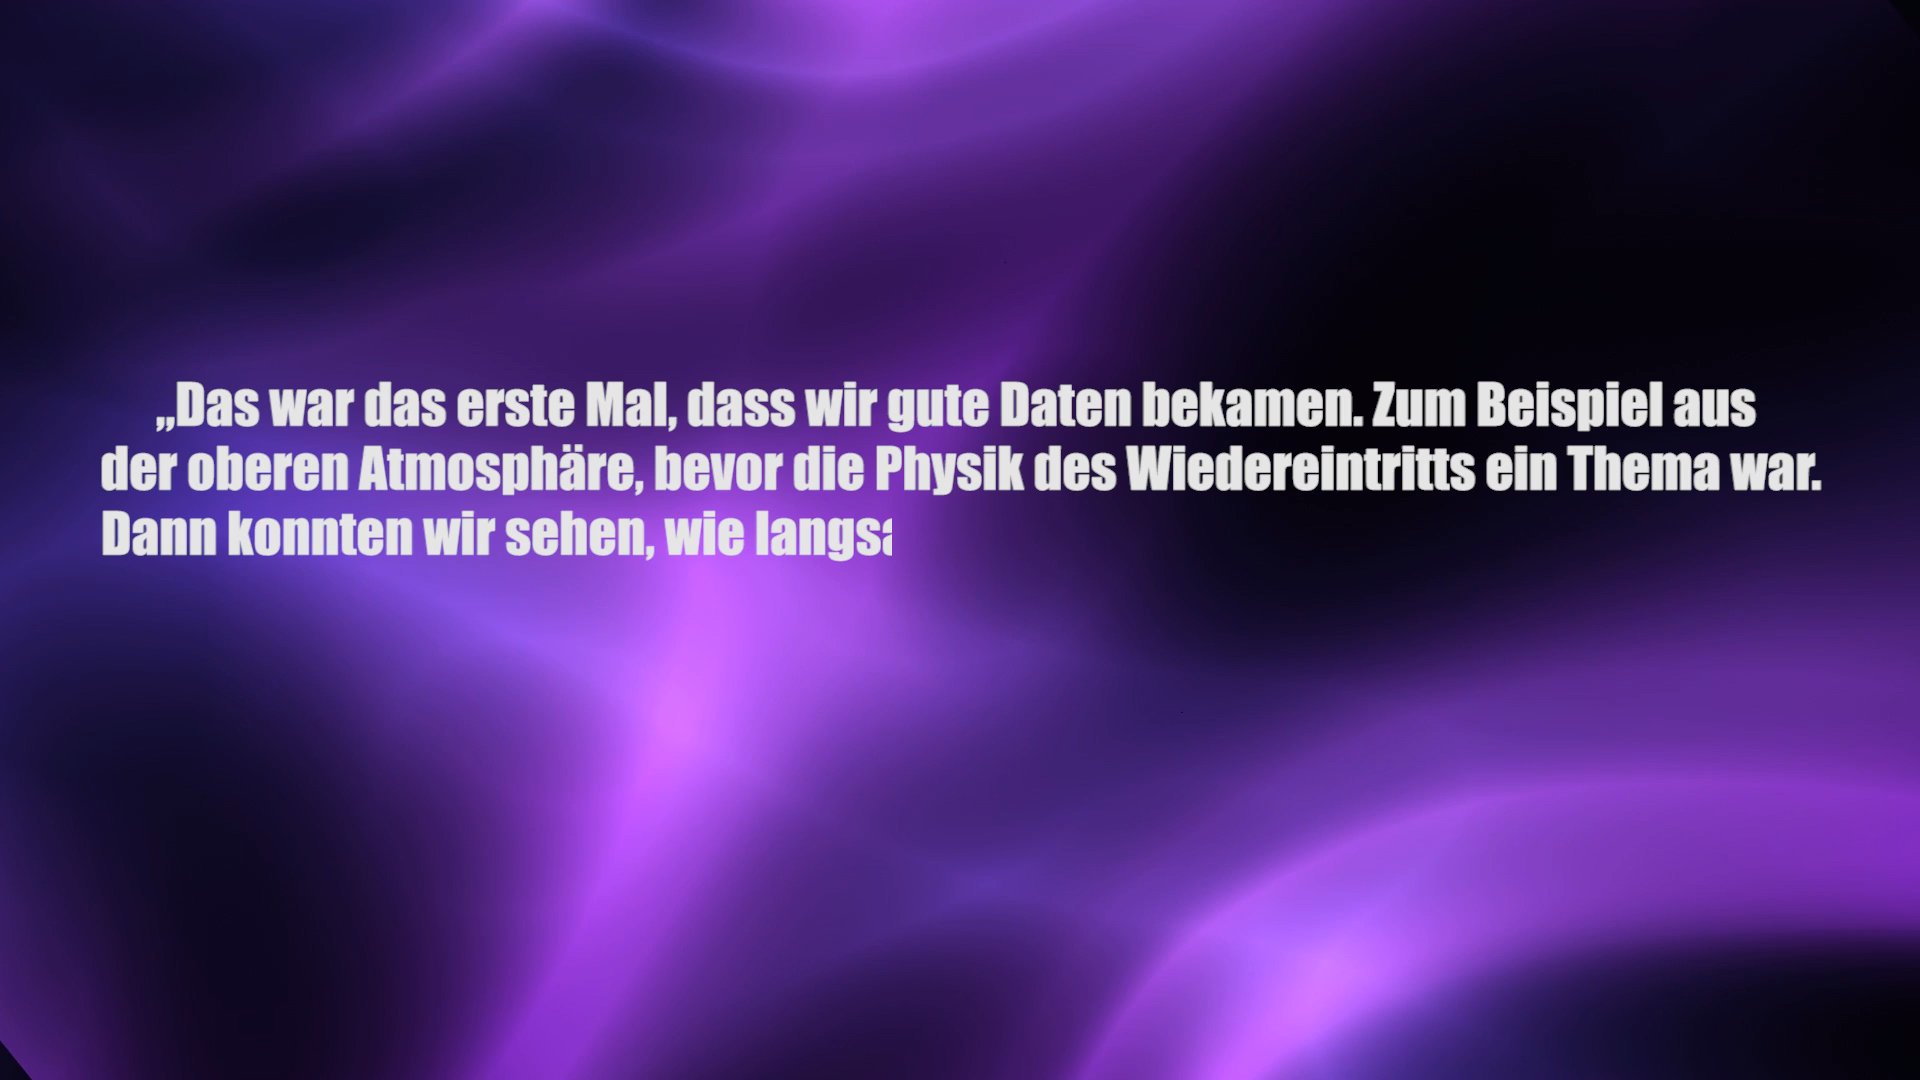 „Das war das erste Mal, dass wir gute Daten bekamen. Zum Beispiel aus
der oberen Atmosphäre, bevor die Physik des Wiedereintritts ein Thema war.
Dann konnten wir sehen, wie